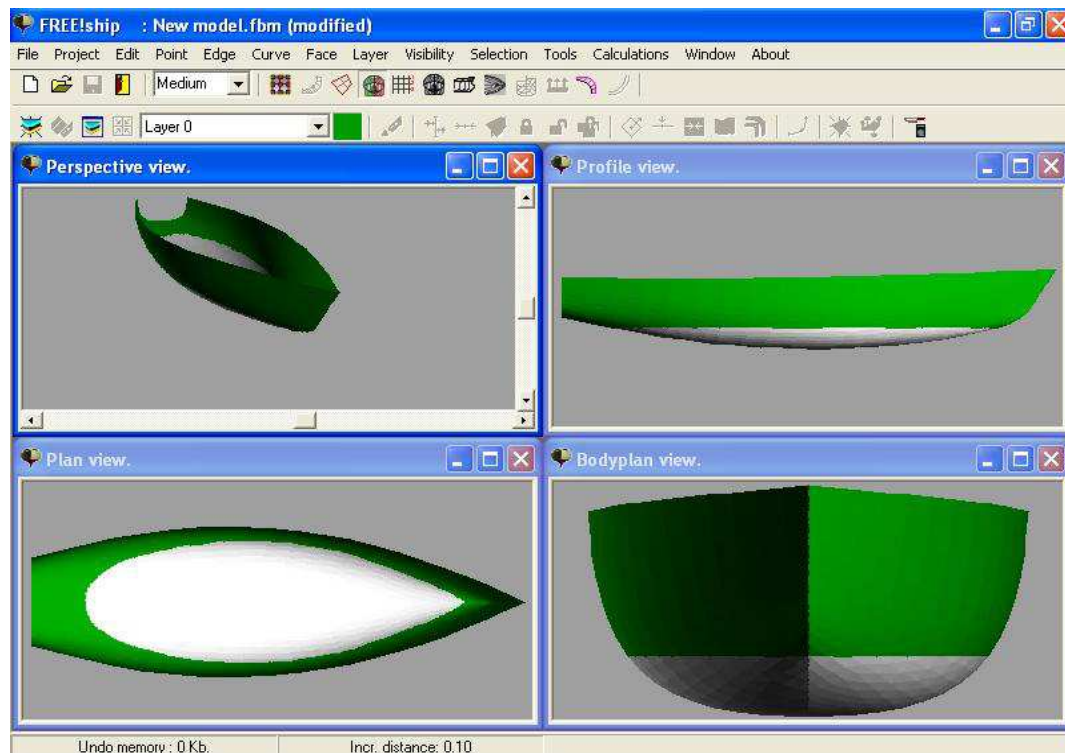 FREE!ship : New model.fbm (modified)
File Project Edit Point Edge Curve Face Layer Visibility Selection Tools Calculations Window About
Medium
Layer 0
Perspective view.
Profile view.
Plan view.
Bodyplan view.
Undo memory : 0 Kb. Incr. distance: 0.10